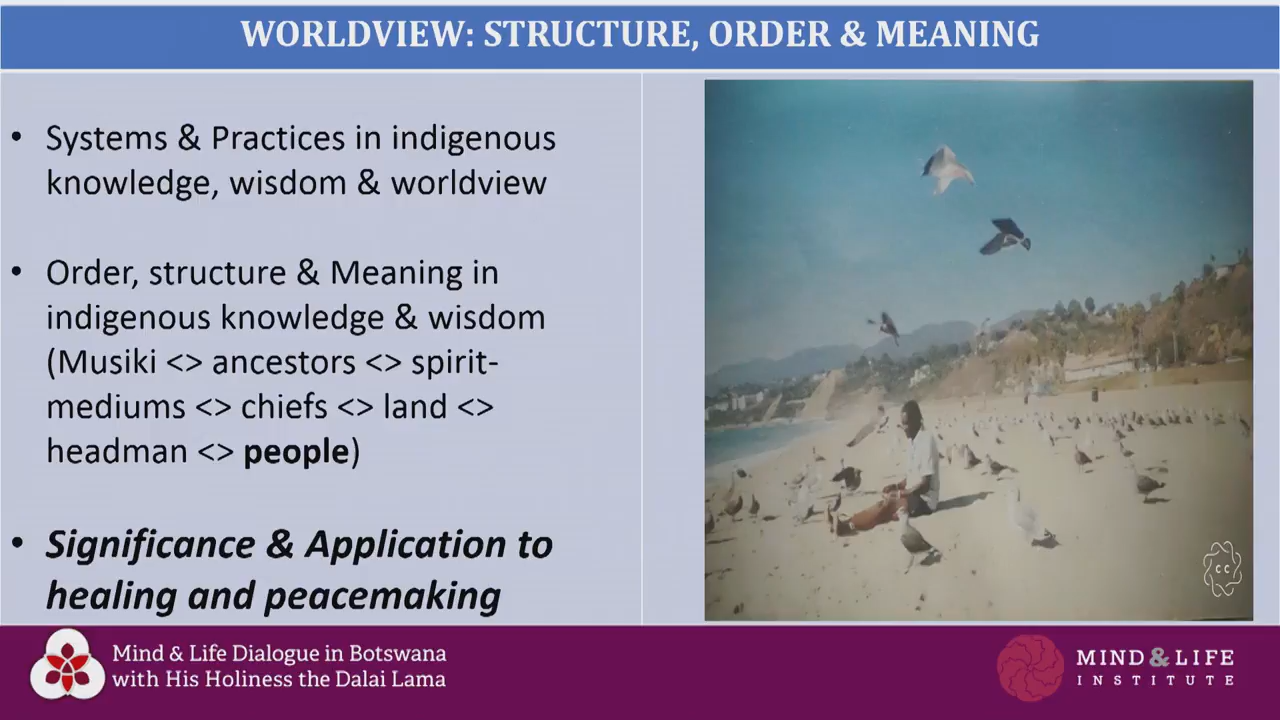 WORLDVIEW: STRUCTURE, ORDER & MEANING
• Systems & Practices in indigenous
knowledge, wisdom & worldview
• Order, structure & Meaning in
indigenous knowledge & wisdom
(Musiki <> ancestors <> spirit-
mediums <> chiefs <> land <>
headman <> people)
• Significance & Application to
healing and peacemaking
CC
Mind & Life Dialogue in Botswana
with His Holiness the Dalai Lama
MIND & LIFE
INSTITUTE